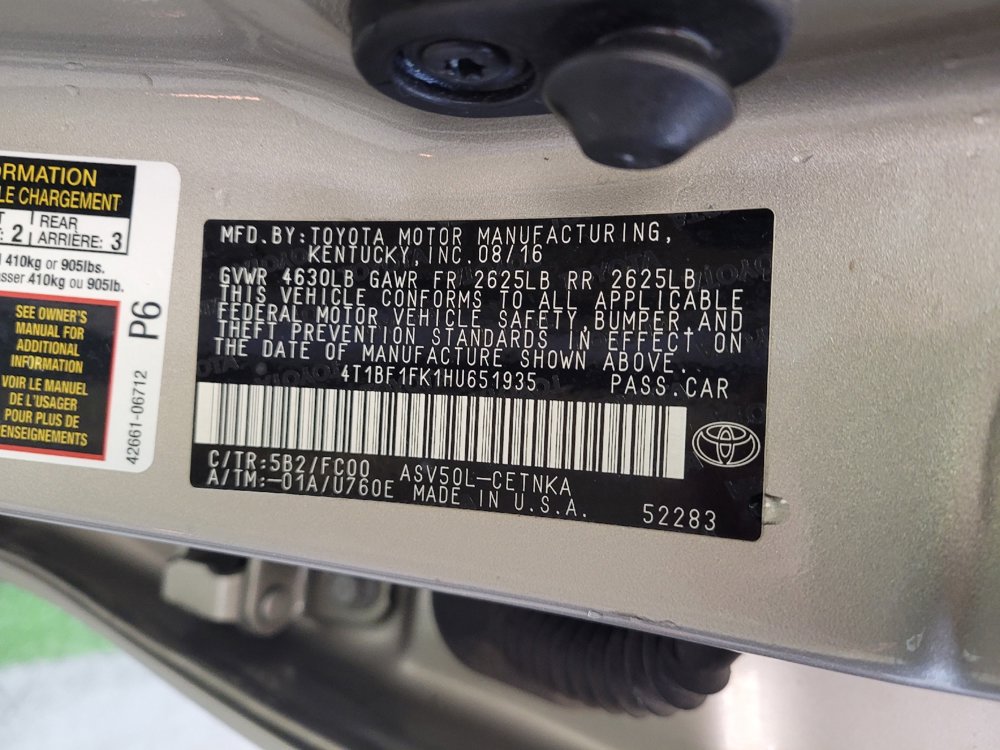 ORMATION
LE CHARGEMENT
T REAR
: 2 ARRIÈRE: 3
410kg or 905lbs.
asser 410kg ou 905lb.
SEE OWNER'S
MANUAL FOR
ADDITIONAL
INFORMATION
VOIR LE MANUEL
DE L'USAGER
POUR PLUS DE
ENSEIGNEMENTS
42661-06712 P6
MFD.BY:TOYOTA MOTOR MANUFACTURING,
KENTUCKY,INC.08/16
GVWR 4630LB GAWR FR 2625LB RR 2625LB
THIS VEHICLE CONFORMS TO ALL APPLICABLE
FEDERAL MOTOR VEHICLE SAFETY,BUMPER,AND
THEFT PREVENTION STANDARDS IN EFFECT ON
THE DATE OF MANUFACTURE SHOWN ABOVE.
4T1BF1FK1HU651935 PASS.CAR
C/TR:5B2/FC00 ASV50L-CETNKA
A/TM:-01A/U760E MADE IN U.S.A.
52283